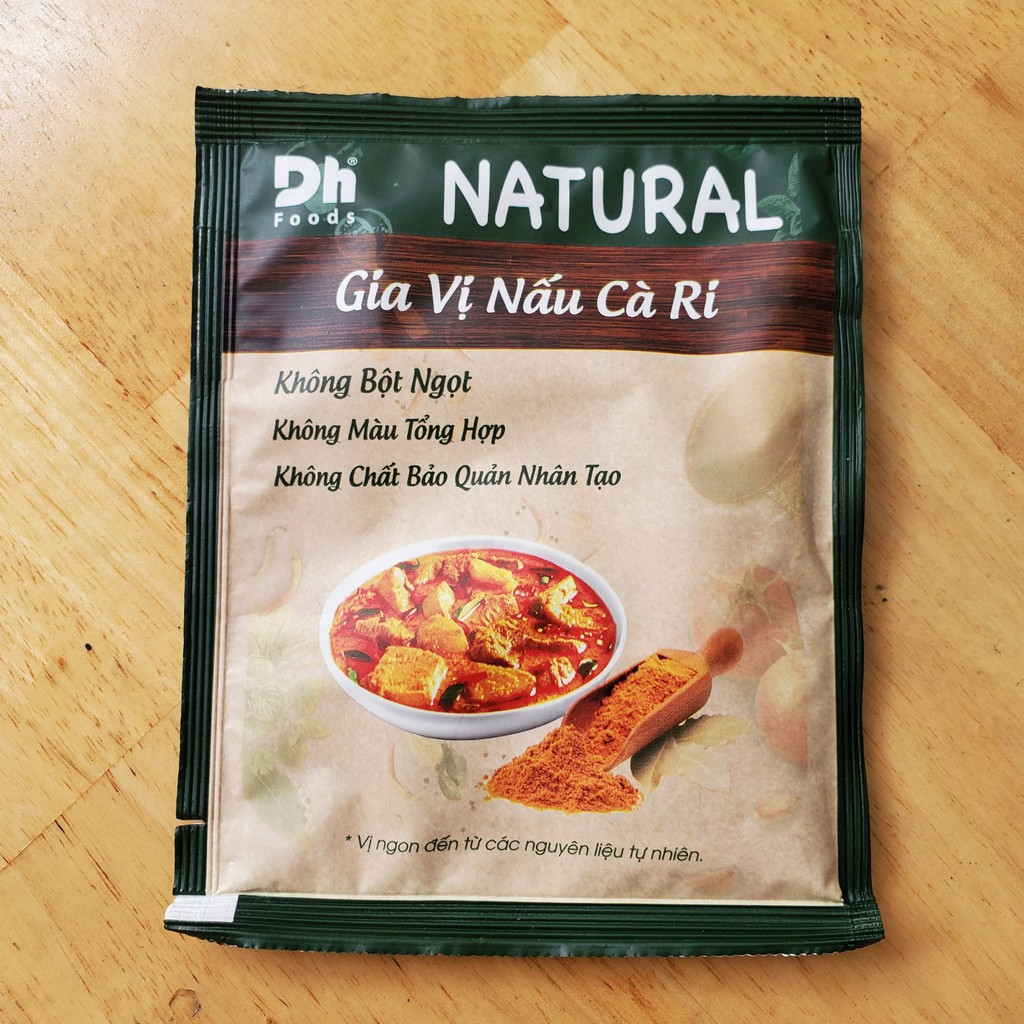 Dh®
Foods
NATURAL
Gia Vị Nấu Cà Ri
Không Bột Ngọt
Không Màu Tổng Hợp
Không Chất Bảo Quản Nhân Tạo
* Vị ngon đến từ các nguyên liệu tự nhiên.